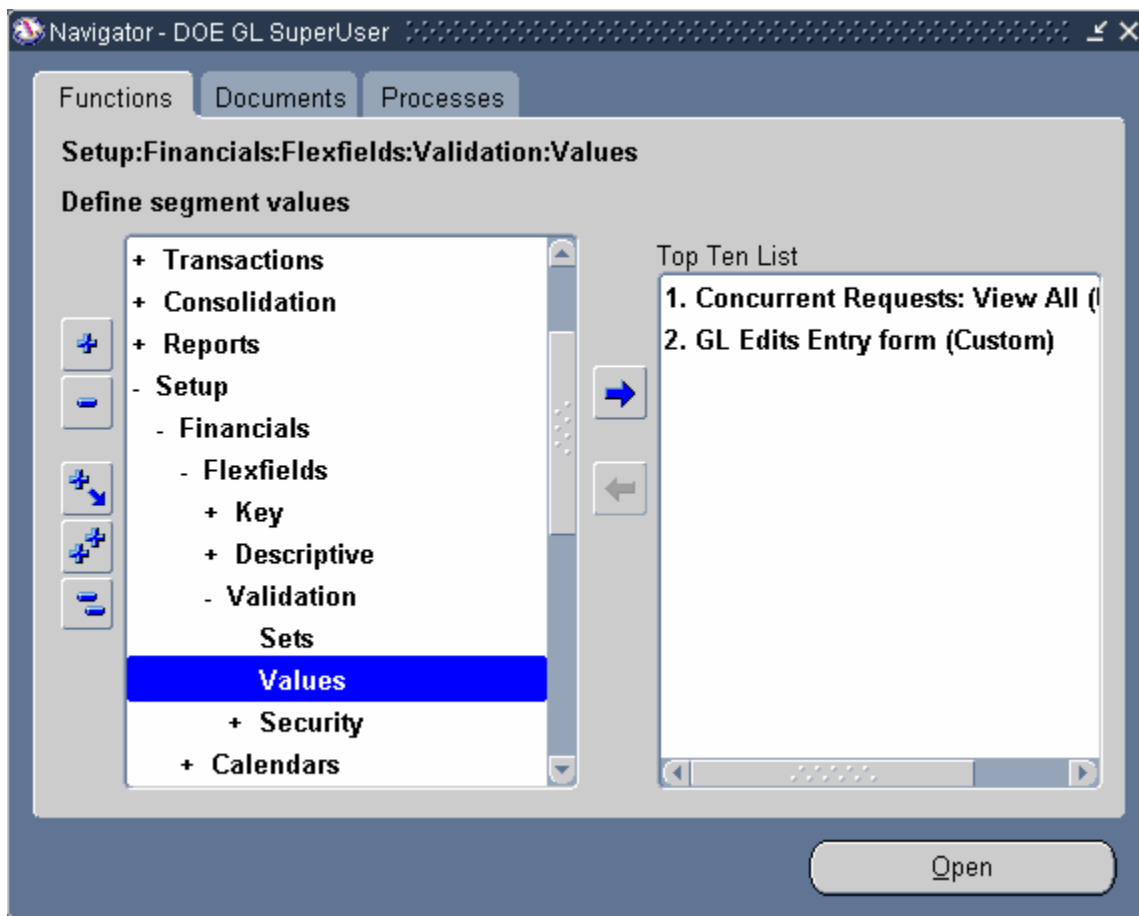 Navigator - DOE GL SuperUser
Functions Documents Processes
Setup:Financials:Flexfields:Validation:Values
Define segment values
+ Transactions
+ Consolidation
+ Reports
- Setup
- Financials
- Flexfields
+ Key
+ Descriptive
- Validation
Sets
Values
+ Security
+ Calendars
Top Ten List
1. Concurrent Requests: View All (
2. GL Edits Entry form (Custom)
Open